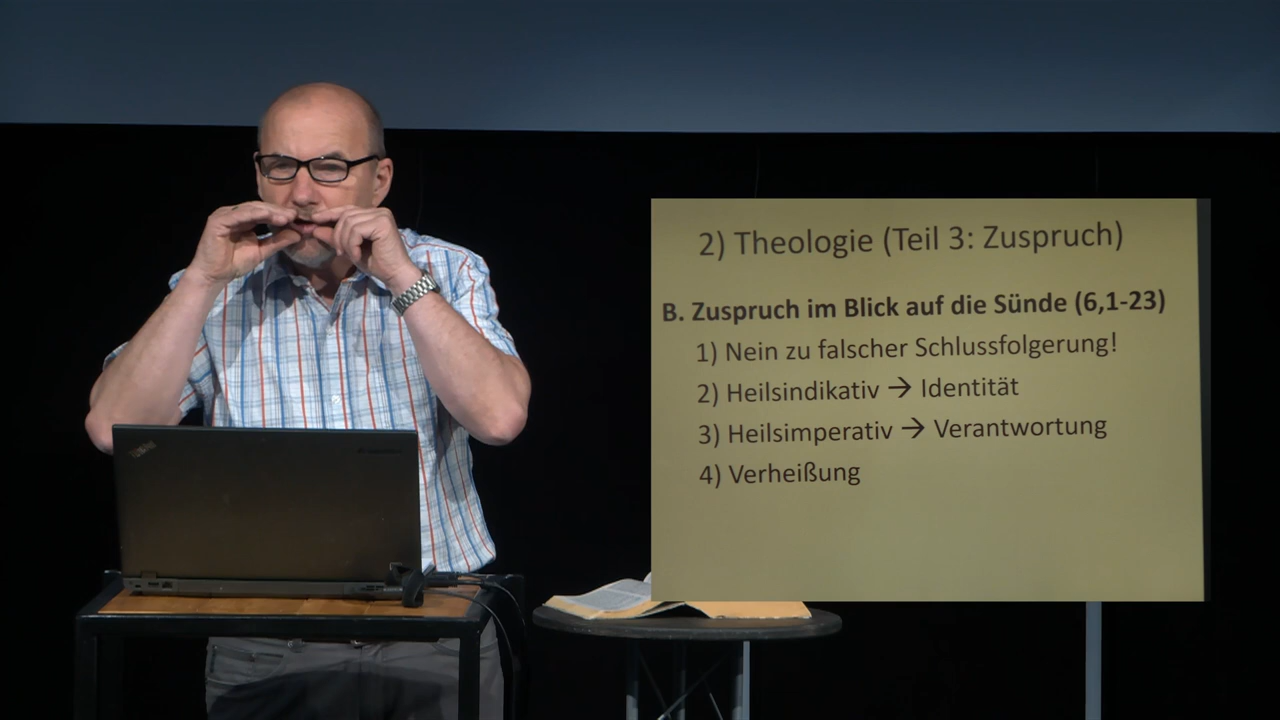 2) Theologie (Teil 3: Zuspruch)
B. Zuspruch im Blick auf die Sünde (6,1-23)
1) Nein zu falscher Schlussfolgerung!
2) Heilsindikativ → Identität
3) Heilsimperativ → Verantwortung
4) Verheißung
ThinkPad